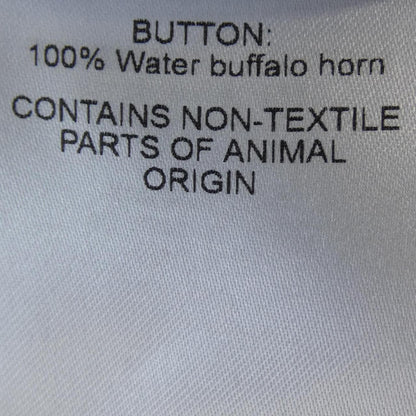 BUTTON:
100% Water buffalo horn
CONTAINS NON-TEXTILE
PARTS OF ANIMAL
ORIGIN